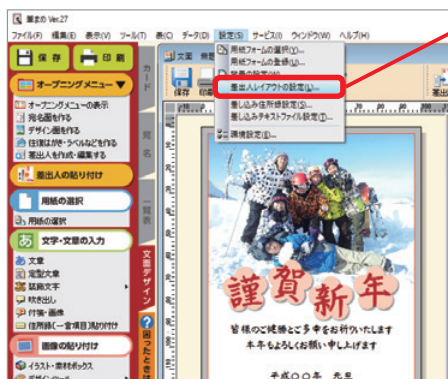 筆まめ Ver.27
ファイル(F) 編集(E) 表示(V) ツール(T) 表(C) データ(D) 設定(S) サービス(I) ウィンドウ(W) ヘルプ(H)
保存 印刷
オープニングメニュー▼
オープニングメニューの表示
宛名面を作る
デザイン面を作る
往復はがき・ラベルなどを作る
差出人を作成・編集する
差出人の貼り付け
用紙の選択
用紙の選択
文字・文章の入力
文章
定型文章
装飾文字
吹き出し
付箋・画像
住所録(一含項目)貼り付け
画像の貼り付け
イラスト・素材ボックス
カード
宛名
一覧表
文面デザイン
?困ったときは
文面
保存
用紙フォームの選択(Y)...
用紙フォームの登録(U)...
差出人レイアウトの設定(L)...
差し込み住所録設定(S)...
差し込みテキストファイル設定(T)...
環境設定(E)...
謹賀新年
皆様のご健勝とご多幸をお祈りいたします
本年もよろしくお願い申し上げます
平成〇〇年 元旦